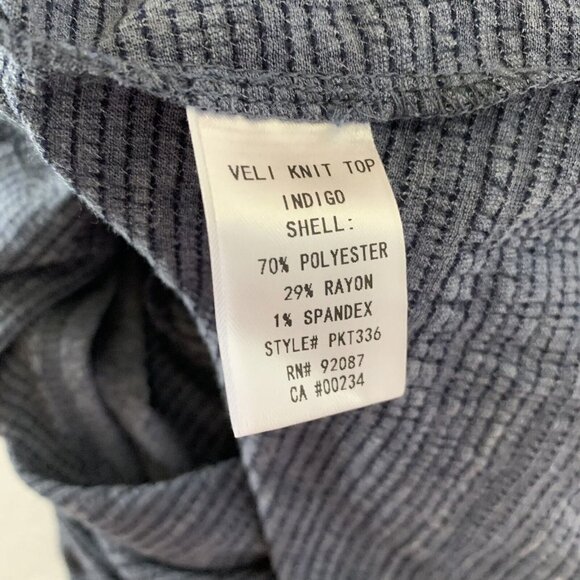 VELI KNIT TOP
INDIGO
SHELL:
70% POLYESTER
29% RAYON
1% SPANDEX
STYLE# PKT336
RN# 92087
CA #00234